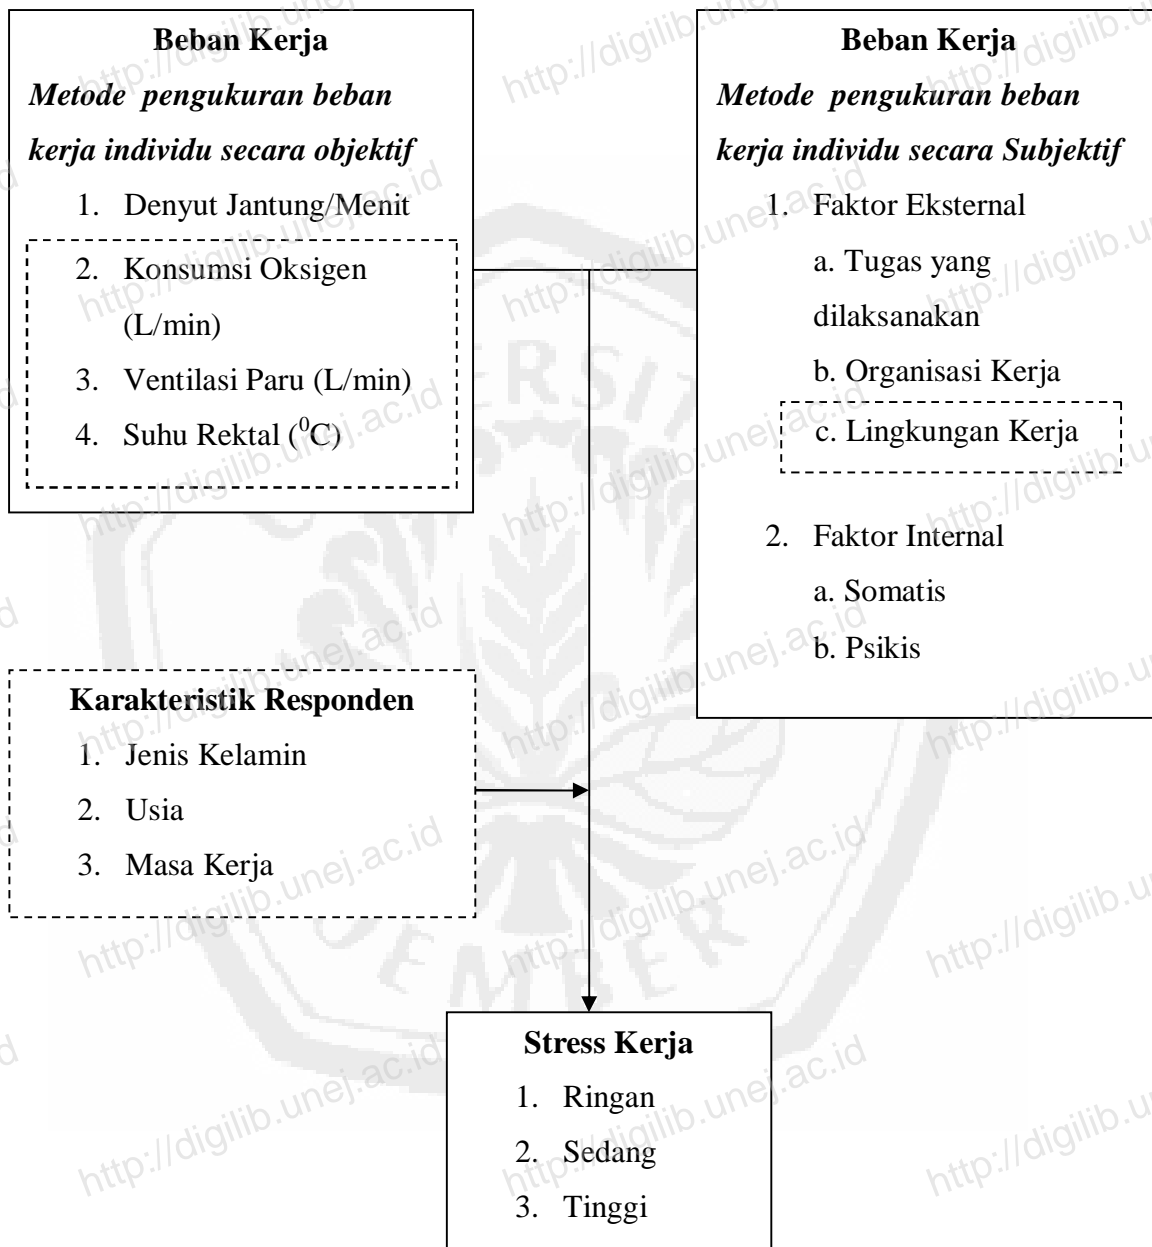 Beban Kerja
Metode pengukuran beban
kerja individu secara objektif
1. Denyut Jantung/Menit
2. Konsumsi Oksigen
(L/min)
3. Ventilasi Paru (L/min)
4. Suhu Rektal (⁰C)
Beban Kerja
Metode pengukuran beban
kerja individu secara Subjektif
1. Faktor Eksternal
a. Tugas yang
dilaksanakan
b. Organisasi Kerja
c. Lingkungan Kerja
2. Faktor Internal
a. Somatis
b. Psikis
Karakteristik Responden
1. Jenis Kelamin
2. Usia
3. Masa Kerja
Stress Kerja
1. Ringan
2. Sedang
3. Tinggi
http://digilib.unej.ac.id